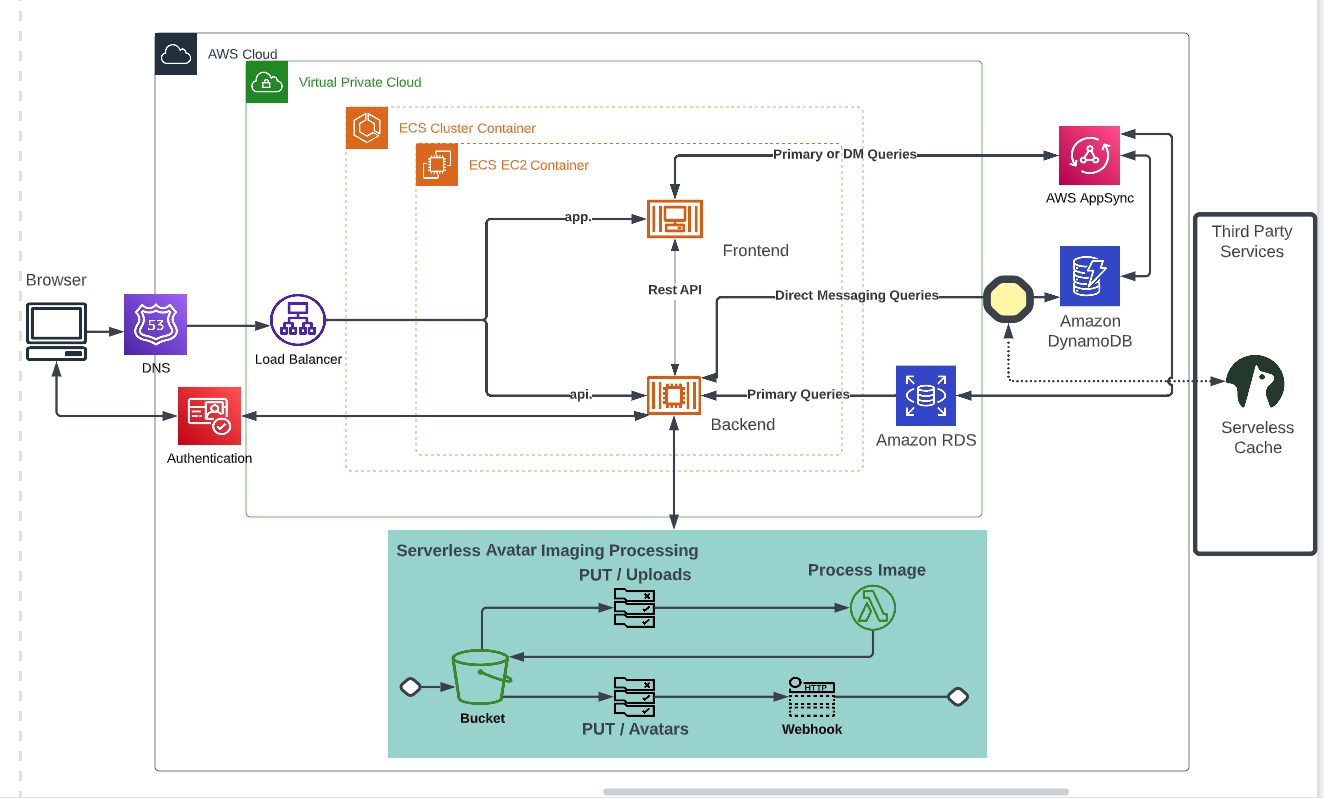 AWS Cloud
Virtual Private Cloud
ECS Cluster Container
ECS EC2 Container
Primary or DM Queries
AWS AppSync
app.
Frontend
Third Party
Services
Browser
Rest API
Direct Messaging Queries
53
Amazon
DynamoDB
DNS
Load Balancer
api.
Primary Queries
Backend
Amazon RDS
Serveless
Cache
Authentication
Serverless Avatar Imaging Processing
PUT / Uploads
Process Image
HTTP
Bucket
PUT / Avatars
Webhook